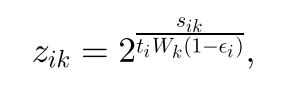 $z_{ik} = 2^{\frac{s_{ik}}{t_i W_k (1-\epsilon_i)}},$